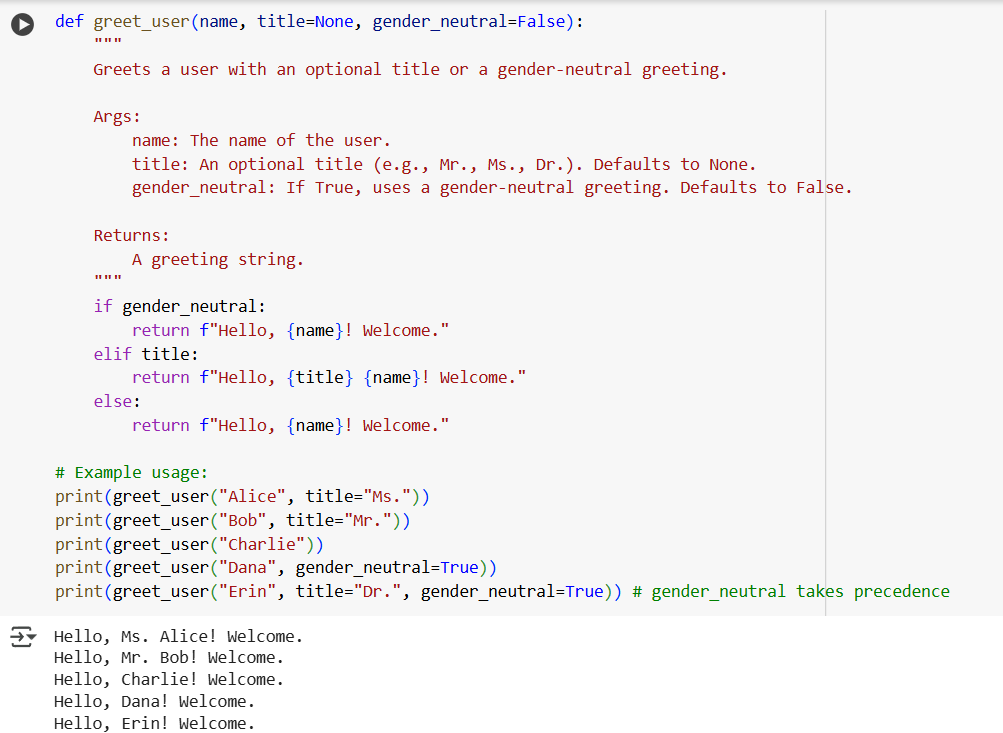 def greet_user(name, title=None, gender_neutral=False):
    """
    Greets a user with an optional title or a gender-neutral greeting.

    Args:
        name: The name of the user.
        title: An optional title (e.g., Mr., Ms., Dr.). Defaults to None.
        gender_neutral: If True, uses a gender-neutral greeting. Defaults to False.

    Returns:
        A greeting string.
    """
    if gender_neutral:
        return f"Hello, {name}! Welcome."
    elif title:
        return f"Hello, {title} {name}! Welcome."
    else:
        return f"Hello, {name}! Welcome."

# Example usage:
print(greet_user("Alice", title="Ms."))
print(greet_user("Bob", title="Mr."))
print(greet_user("Charlie"))
print(greet_user("Dana", gender_neutral=True))
print(greet_user("Erin", title="Dr.", gender_neutral=True)) # gender_neutral takes precedence
Hello, Ms. Alice! Welcome.
Hello, Mr. Bob! Welcome.
Hello, Charlie! Welcome.
Hello, Dana! Welcome.
Hello, Erin! Welcome.